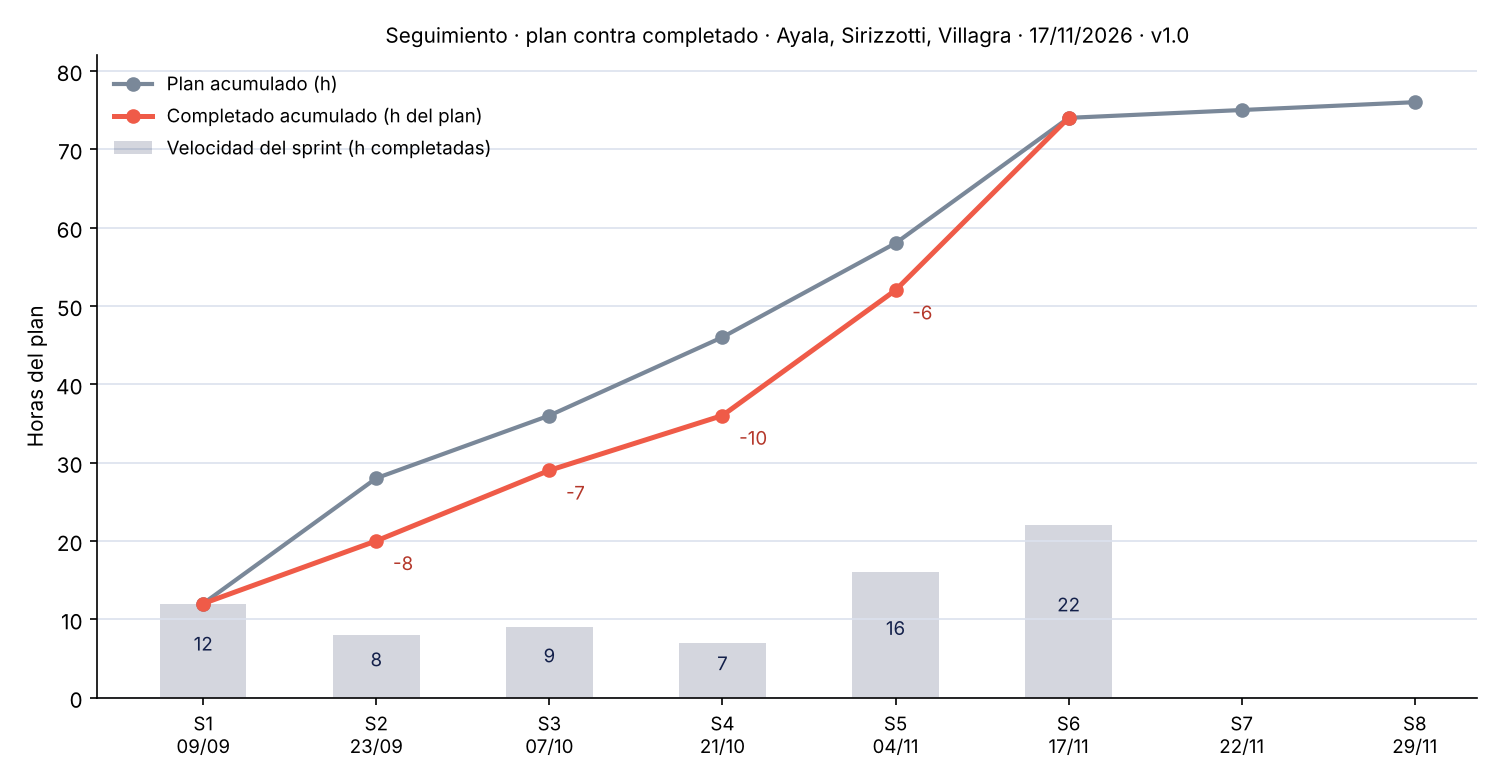 Seguimiento · plan contra completado · Ayala, Sirizzotti, Villagra · 17/11/2026 · v1.0
Plan acumulado (h)
Completado acumulado (h del plan)
Velocidad del sprint (h completadas)
Horas del plan
80
70
60
50
40
30
20
10
0
-8
-7
-10
-6
12
8
9
7
16
22
S1
09/09
S2
23/09
S3
07/10
S4
21/10
S5
04/11
S6
17/11
S7
22/11
S8
29/11